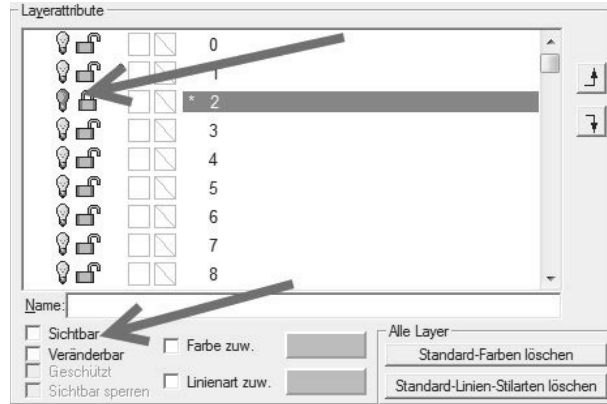 Layerattribute
0
1
* 2
3
4
5
6
7
8
Name:
Sichtbar
Veränderbar
Geschützt
Sichtbar sperren
Farbe zuw.
Linienart zuw.
Alle Layer
Standard-Farben löschen
Standard-Linien-Stilarten löschen